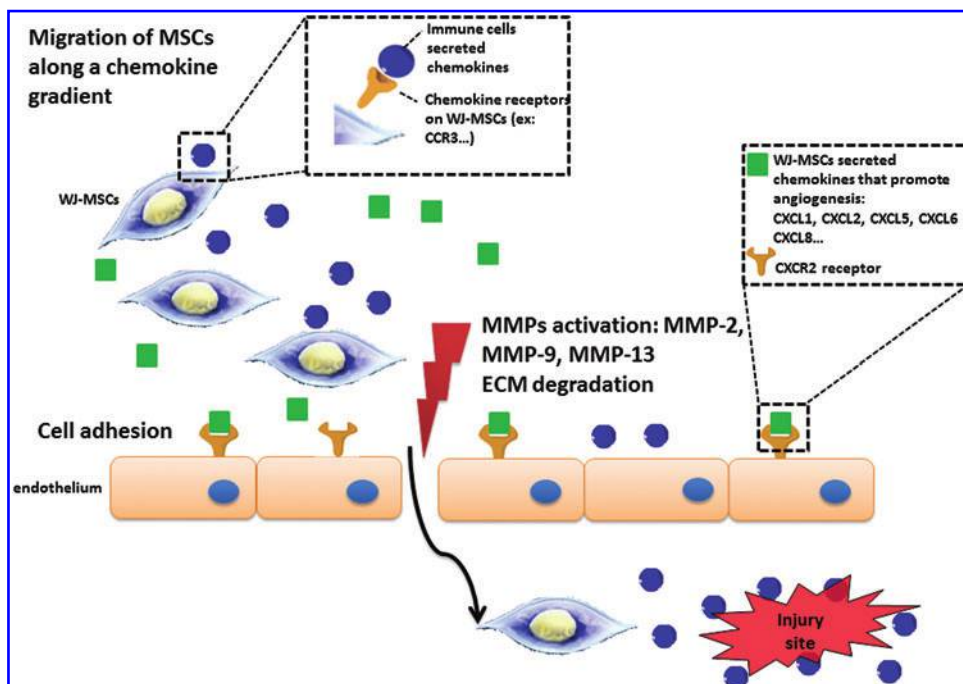 Migration of MSCs
along a chemokine
gradient
Immune cells
secreted
chemokines
Chemokine receptors
on WJ-MSCs (ex:
CCR3...)
WJ-MSCs
WJ-MSCs secreted
chemokines that promote
angiogenesis:
CXCL1, CXCL2, CXCL5, CXCL6
CXCL8...
CXCR2 receptor
MMPs activation: MMP-2,
MMP-9, MMP-13
ECM degradation
Cell adhesion
endothelium
Injury
site